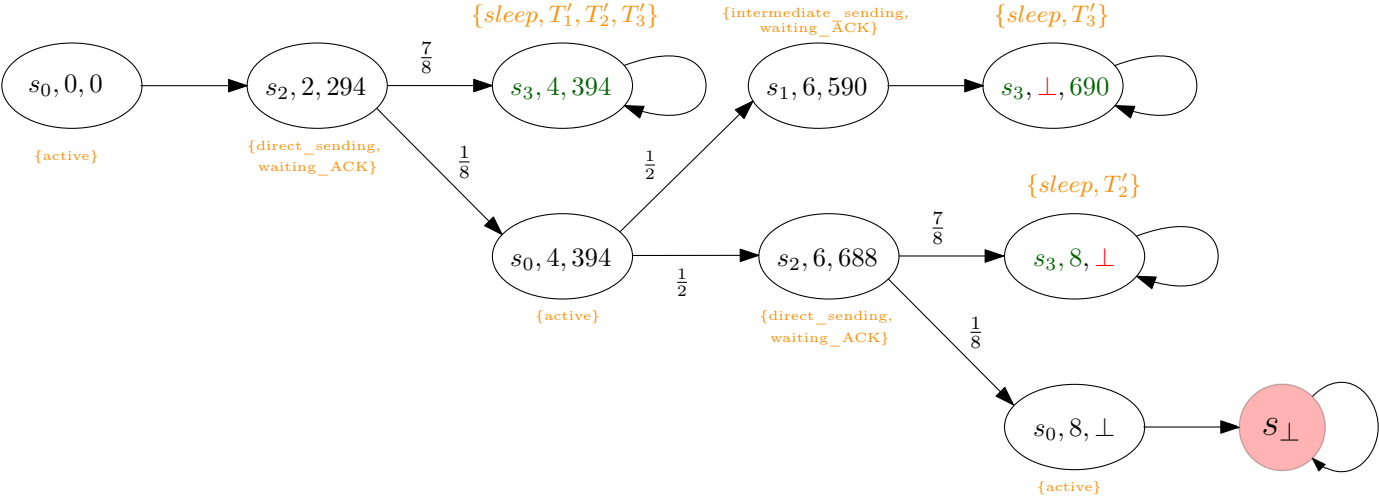 {sleep, T′₁, T′₂, T′₃}
{intermediate_sending,
waiting_ACK}
{sleep, T′₃}
7/8
s₀, 0, 0
s₂, 2, 294
s₃, 4, 394
s₁, 6, 590
s₃, ⊥, 690
{active}
{direct_sending,
waiting_ACK}
1/8
1/2
{sleep, T′₂}
7/8
s₀, 4, 394
s₂, 6, 688
s₃, 8, ⊥
1/2
{active}
{direct_sending,
waiting_ACK}
1/8
s₀, 8, ⊥
s⊥
{active}